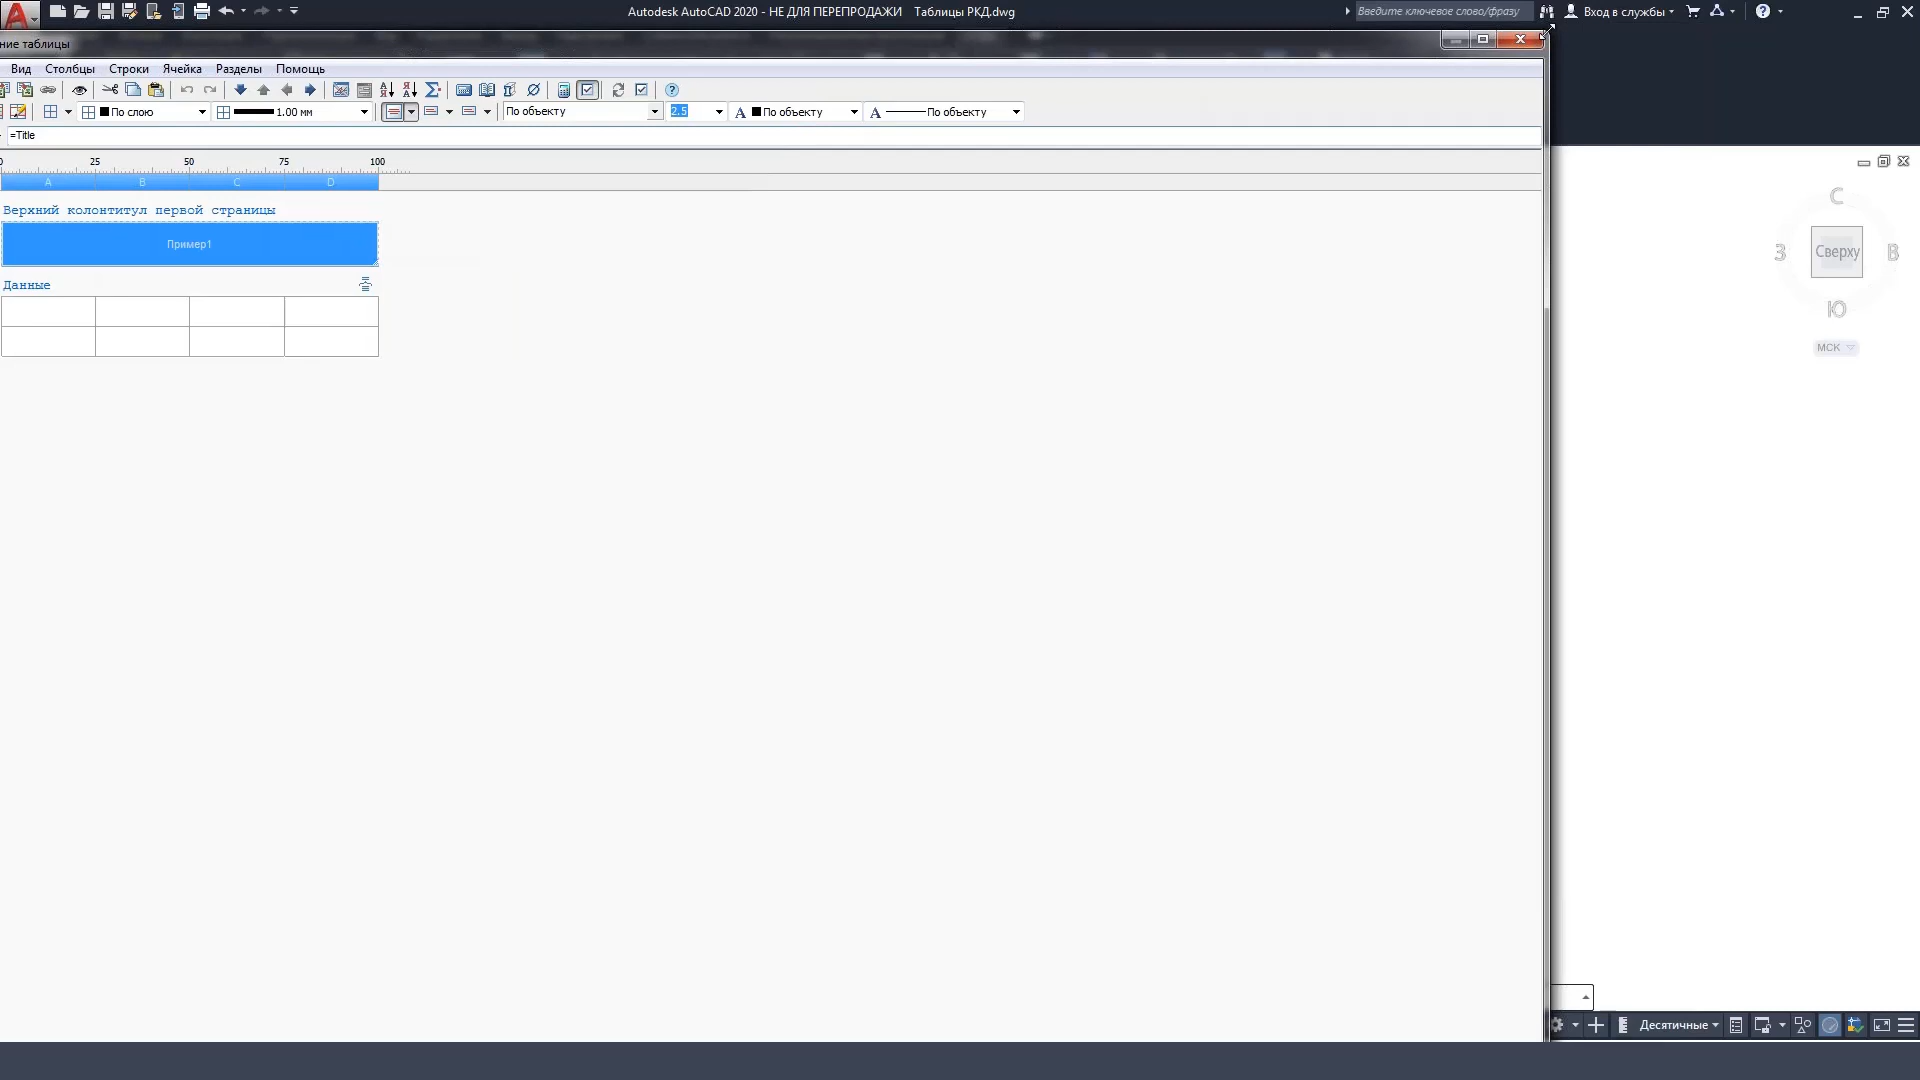 Autodesk AutoCAD 2020 - НЕ ДЛЯ ПЕРЕПРОДАЖИ Таблицы РКД.dwg
Введите ключевое слово/фразу
Вход в службы
ние таблицы
Вид Столбцы Строки Ячейка Разделы Помощь
По слою 1.00 мм По объекту 2.5 А По объекту А По объекту
=Title
0 25 50 75 100
A B C D
Верхний колонтитул первой страницы
Пример1
Данные
С
З Сверху В
Ю
МСК
Десятичные